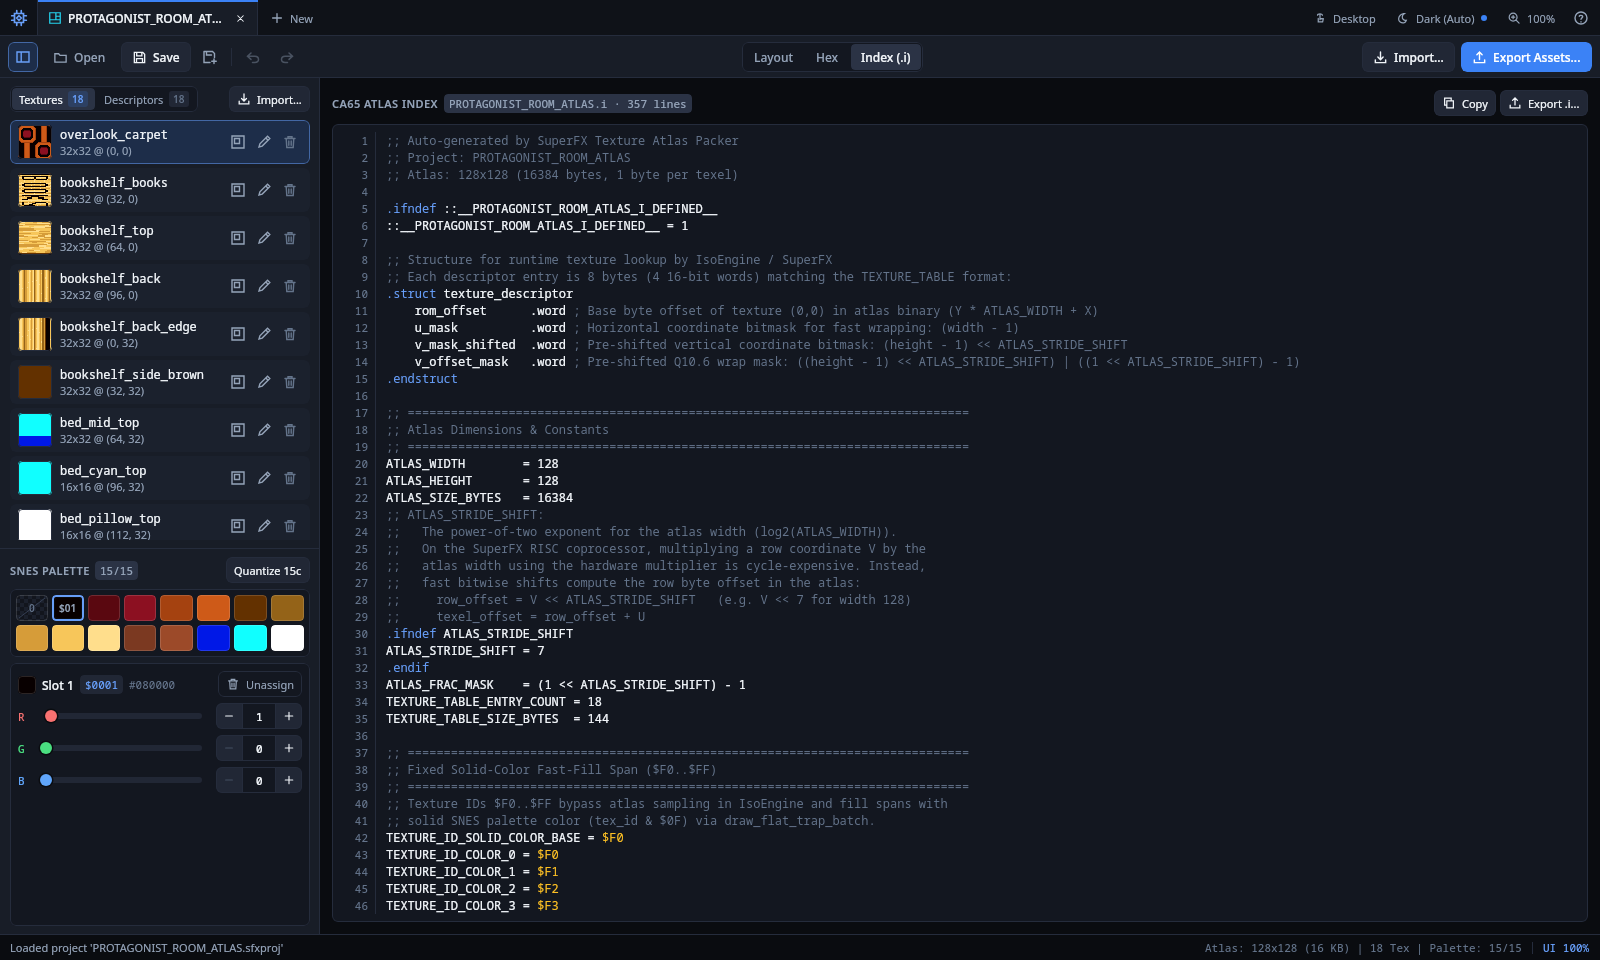 PROTAGONIST_ROOM_AT... × + New Desktop Dark (Auto) 100%
Open Save Layout Hex Index (.i) Import... Export Assets...
Textures 18 Descriptors 18 Import...
overlook_carpet
32x32 @ (0, 0)
bookshelf_books
32x32 @ (32, 0)
bookshelf_top
32x32 @ (64, 0)
bookshelf_back
32x32 @ (96, 0)
bookshelf_back_edge
32x32 @ (0, 32)
bookshelf_side_brown
32x32 @ (32, 32)
bed_mid_top
32x32 @ (64, 32)
bed_cyan_top
16x16 @ (96, 32)
bed_pillow_top
16x16 @ (112, 32)
SNES PALETTE 15/15 Quantize 15c
0 $01
Slot 1 $0001 #080000 Unassign
R − 1 +
G − 0 +
B − 0 +
CA65 ATLAS INDEX PROTAGONIST_ROOM_ATLAS.i · 357 lines Copy Export .i...
1 ;; Auto-generated by SuperFX Texture Atlas Packer
2 ;; Project: PROTAGONIST_ROOM_ATLAS
3 ;; Atlas: 128x128 (16384 bytes, 1 byte per texel)
4
5 .ifndef ::__PROTAGONIST_ROOM_ATLAS_I_DEFINED__
6 ::__PROTAGONIST_ROOM_ATLAS_I_DEFINED__ = 1
7
8 ;; Structure for runtime texture lookup by IsoEngine / SuperFX
9 ;; Each descriptor entry is 8 bytes (4 16-bit words) matching the TEXTURE_TABLE format:
10 .struct texture_descriptor
11 rom_offset .word ; Base byte offset of texture (0,0) in atlas binary (Y * ATLAS_WIDTH + X)
12 u_mask .word ; Horizontal coordinate bitmask for fast wrapping: (width - 1)
13 v_mask_shifted .word ; Pre-shifted vertical coordinate bitmask: (height - 1) << ATLAS_STRIDE_SHIFT
14 v_offset_mask .word ; Pre-shifted Q10.6 wrap mask: ((height - 1) << ATLAS_STRIDE_SHIFT) | ((1 << ATLAS_STRIDE_SHIFT) - 1)
15 .endstruct
16
17 ;; ==============================================================================
18 ;; Atlas Dimensions & Constants
19 ;; ==============================================================================
20 ATLAS_WIDTH = 128
21 ATLAS_HEIGHT = 128
22 ATLAS_SIZE_BYTES = 16384
23 ;; ATLAS_STRIDE_SHIFT:
24 ;; The power-of-two exponent for the atlas width (log2(ATLAS_WIDTH)).
25 ;; On the SuperFX RISC coprocessor, multiplying a row coordinate V by the
26 ;; atlas width using the hardware multiplier is cycle-expensive. Instead,
27 ;; fast bitwise shifts compute the row byte offset in the atlas:
28 ;; row_offset = V << ATLAS_STRIDE_SHIFT (e.g. V << 7 for width 128)
29 ;; texel_offset = row_offset + U
30 .ifndef ATLAS_STRIDE_SHIFT
31 ATLAS_STRIDE_SHIFT = 7
32 .endif
33 ATLAS_FRAC_MASK = (1 << ATLAS_STRIDE_SHIFT) - 1
34 TEXTURE_TABLE_ENTRY_COUNT = 18
35 TEXTURE_TABLE_SIZE_BYTES = 144
36
37 ;; ==============================================================================
38 ;; Fixed Solid-Color Fast-Fill Span ($F0..$FF)
39 ;; ==============================================================================
40 ;; Texture IDs $F0..$FF bypass atlas sampling in IsoEngine and fill spans with
41 ;; solid SNES palette color (tex_id & $0F) via draw_flat_trap_batch.
42 TEXTURE_ID_SOLID_COLOR_BASE = $F0
43 TEXTURE_ID_COLOR_0 = $F0
44 TEXTURE_ID_COLOR_1 = $F1
45 TEXTURE_ID_COLOR_2 = $F2
46 TEXTURE_ID_COLOR_3 = $F3
Loaded project 'PROTAGONIST_ROOM_ATLAS.sfxproj' Atlas: 128x128 (16 KB) | 18 Tex | Palette: 15/15 UI 100%